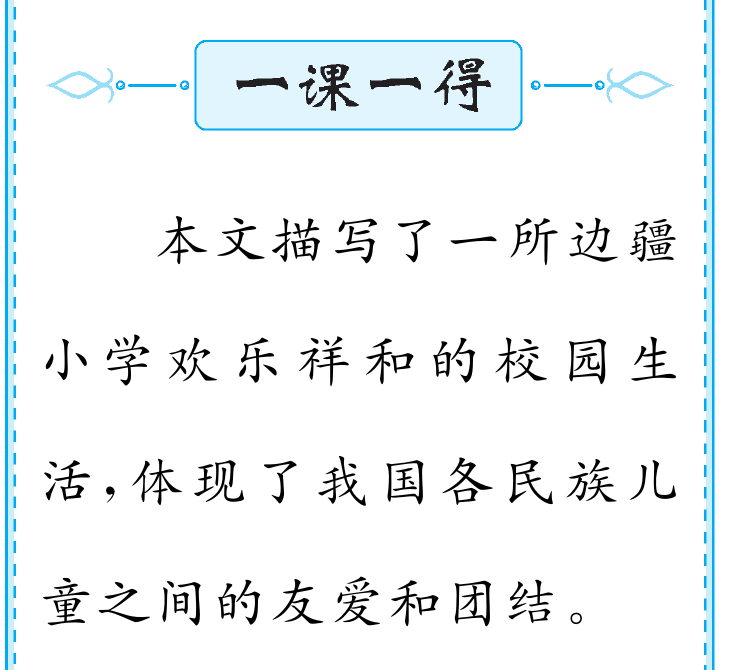 一课一得
本文描写了一所边疆
小学欢乐祥和的校园生
活，体现了我国各民族儿
童之间的友爱和团结。